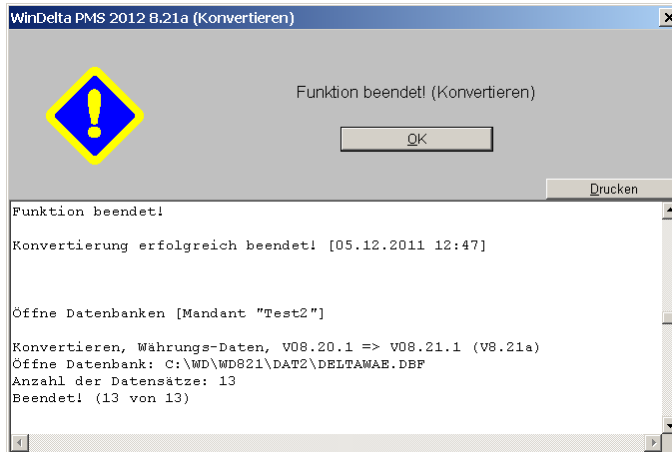 WinDelta PMS 2012 8.21a (Konvertieren)
Funktion beendet! (Konvertieren)
OK
Drucken
Funktion beendet!
Konvertierung erfolgreich beendet! [05.12.2011 12:47]
Öffne Datenbanken [Mandant "Test2"]
Konvertieren, Währungs-Daten, V08.20.1 => V08.21.1 (V8.21a)
Öffne Datenbank: C:\WD\WD821\DAT2\DELTAWAE.DBF
Anzahl der Datensätze: 13
Beendet! (13 von 13)